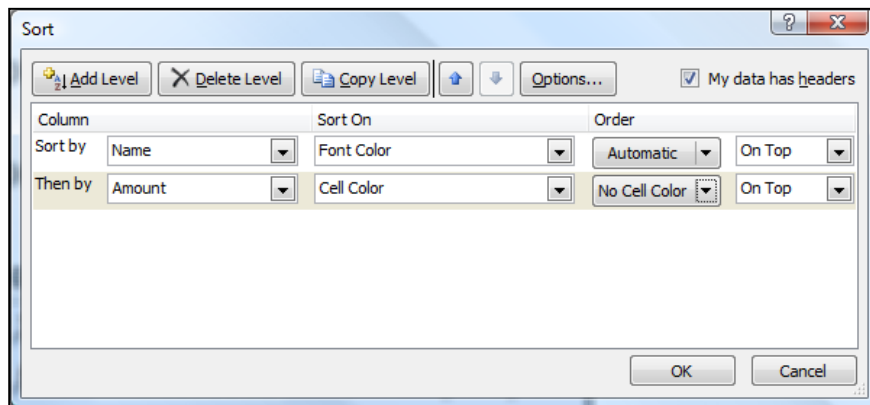 Sort
Add Level Delete Level Copy Level Options... My data has headers
Column Sort On Order
Sort by Name Font Color Automatic On Top
Then by Amount Cell Color No Cell Color On Top
OK Cancel